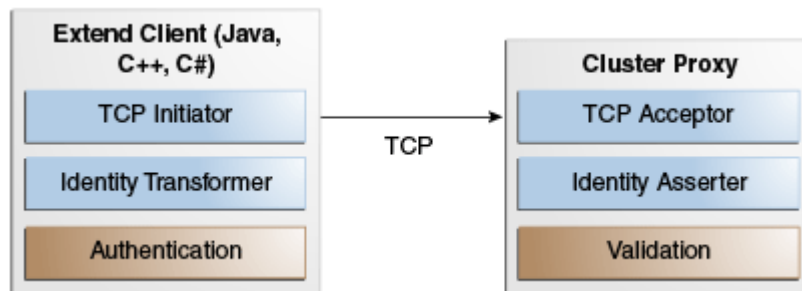 Extend Client (Java,
C++, C#)
TCP Initiator
Identity Transformer
Authentication
TCP
Cluster Proxy
TCP Acceptor
Identity Asserter
Validation